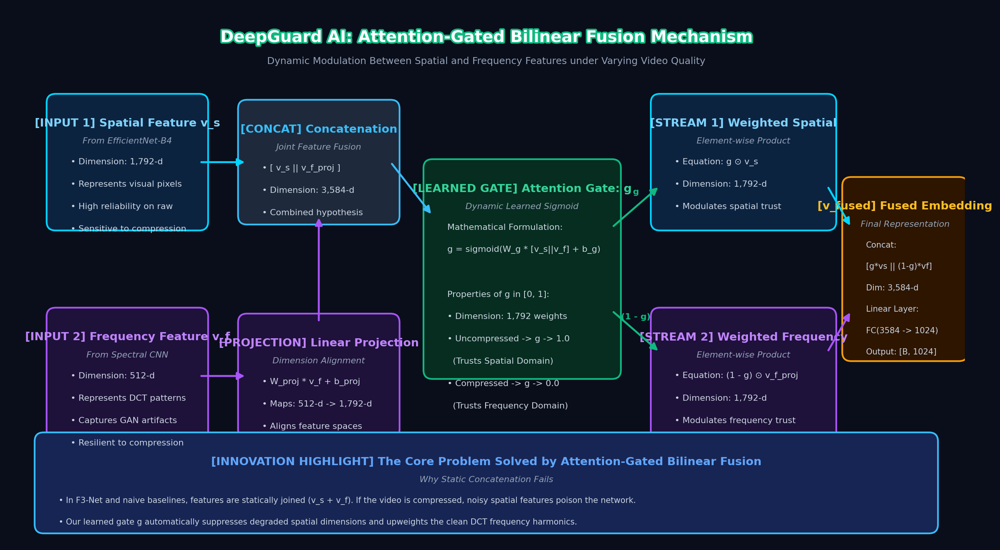 DeepGuard AI: Attention-Gated Bilinear Fusion Mechanism
Dynamic Modulation Between Spatial and Frequency Features under Varying Video Quality
[INPUT 1] Spatial Feature v_s
From EfficientNet-B4
• Dimension: 1,792-d
• Represents visual pixels
• High reliability on raw
• Sensitive to compression
[CONCAT] Concatenation
Joint Feature Fusion
• [ v_s || v_f_proj ]
• Dimension: 3,584-d
• Combined hypothesis
[INPUT 2] Frequency Feature v_f
From Spectral CNN
• Dimension: 512-d
• Represents DCT patterns
• Captures GAN artifacts
• Resilient to compression
[PROJECTION] Linear Projection
Dimension Alignment
• W_proj * v_f + b_proj
• Maps: 512-d -> 1,792-d
• Aligns feature spaces
[LEARNED GATE] Attention Gate: g
Dynamic Learned Sigmoid
Mathematical Formulation:
g = sigmoid(W_g * [v_s||v_f] + b_g)
Properties of g in [0, 1]:
• Dimension: 1,792 weights
• Uncompressed -> g -> 1.0
(Trusts Spatial Domain)
• Compressed -> g -> 0.0
(Trusts Frequency Domain)
g
(1 - g)
[STREAM 1] Weighted Spatial
Element-wise Product
• Equation: g ⊙ v_s
• Dimension: 1,792-d
• Modulates spatial trust
[STREAM 2] Weighted Frequency
Element-wise Product
• Equation: (1 - g) ⊙ v_f_proj
• Dimension: 1,792-d
• Modulates frequency trust
[v_fused] Fused Embedding
Final Representation
Concat:
[g*vs || (1-g)*vf]
Dim: 3,584-d
Linear Layer:
FC(3584 -> 1024)
Output: [B, 1024]
[INNOVATION HIGHLIGHT] The Core Problem Solved by Attention-Gated Bilinear Fusion
Why Static Concatenation Fails
• In F3-Net and naive baselines, features are statically joined (v_s + v_f). If the video is compressed, noisy spatial features poison the network.
• Our learned gate g automatically suppresses degraded spatial dimensions and upweights the clean DCT frequency harmonics.